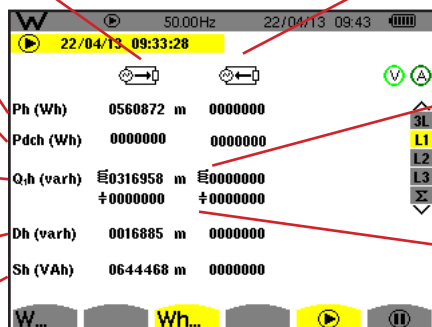 W 50.00Hz 22/04/13 09:43
22/04/13 09:33:28
Ph (Wh) 0560872 m 0000000
3L
Pdch (Wh) 0000000 0000000
L1
L2
Q₁h (varh) 0316958 m 0000000
L3
÷0000000 ÷0000000
Σ
Dh (varh) 0016885 m 0000000
Sh (VAh) 0644468 m 0000000
V A
W... Wh...